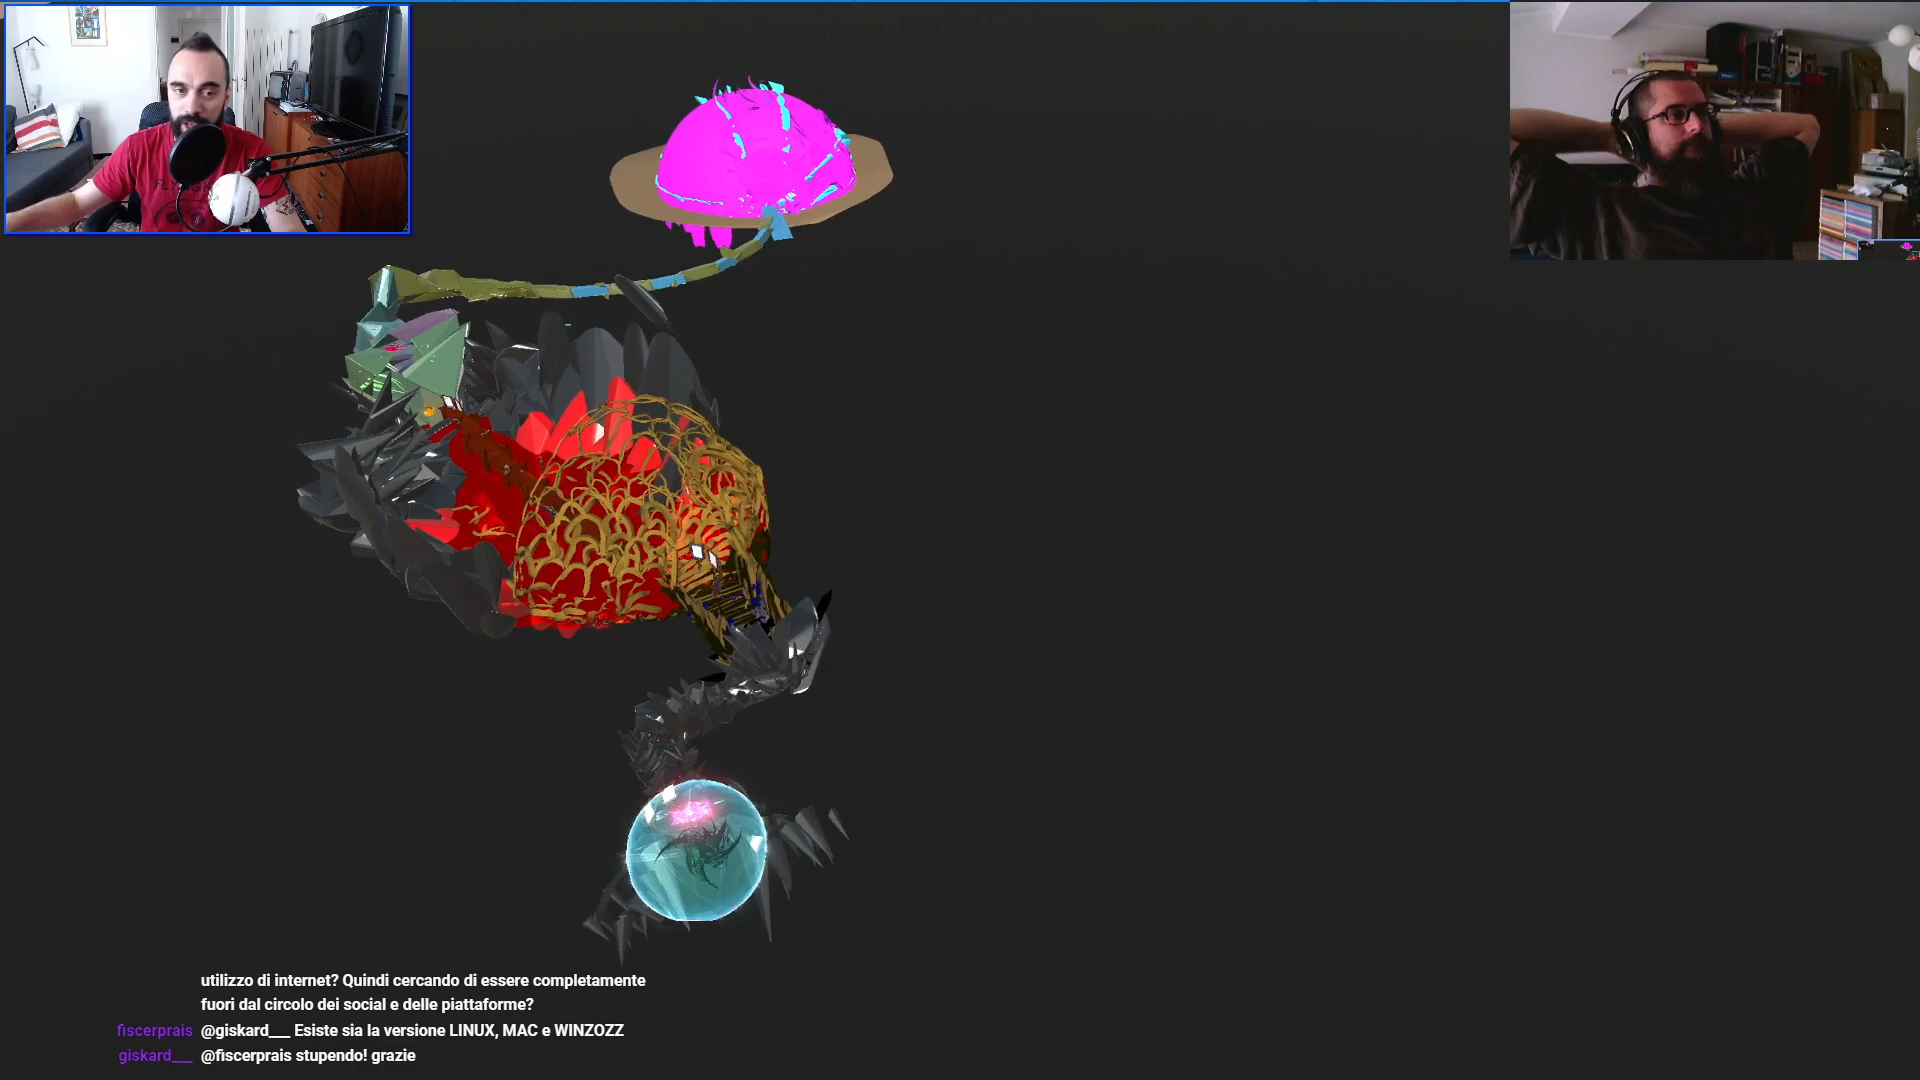 utilizzo di internet? Quindi cercando di essere completamente
fuori dal circolo dei social e delle piattaforme?
fiscerprais @giskard___ Esiste sia la versione LINUX, MAC e WINZOZZ
giskard___ @fiscerprais stupendo! grazie